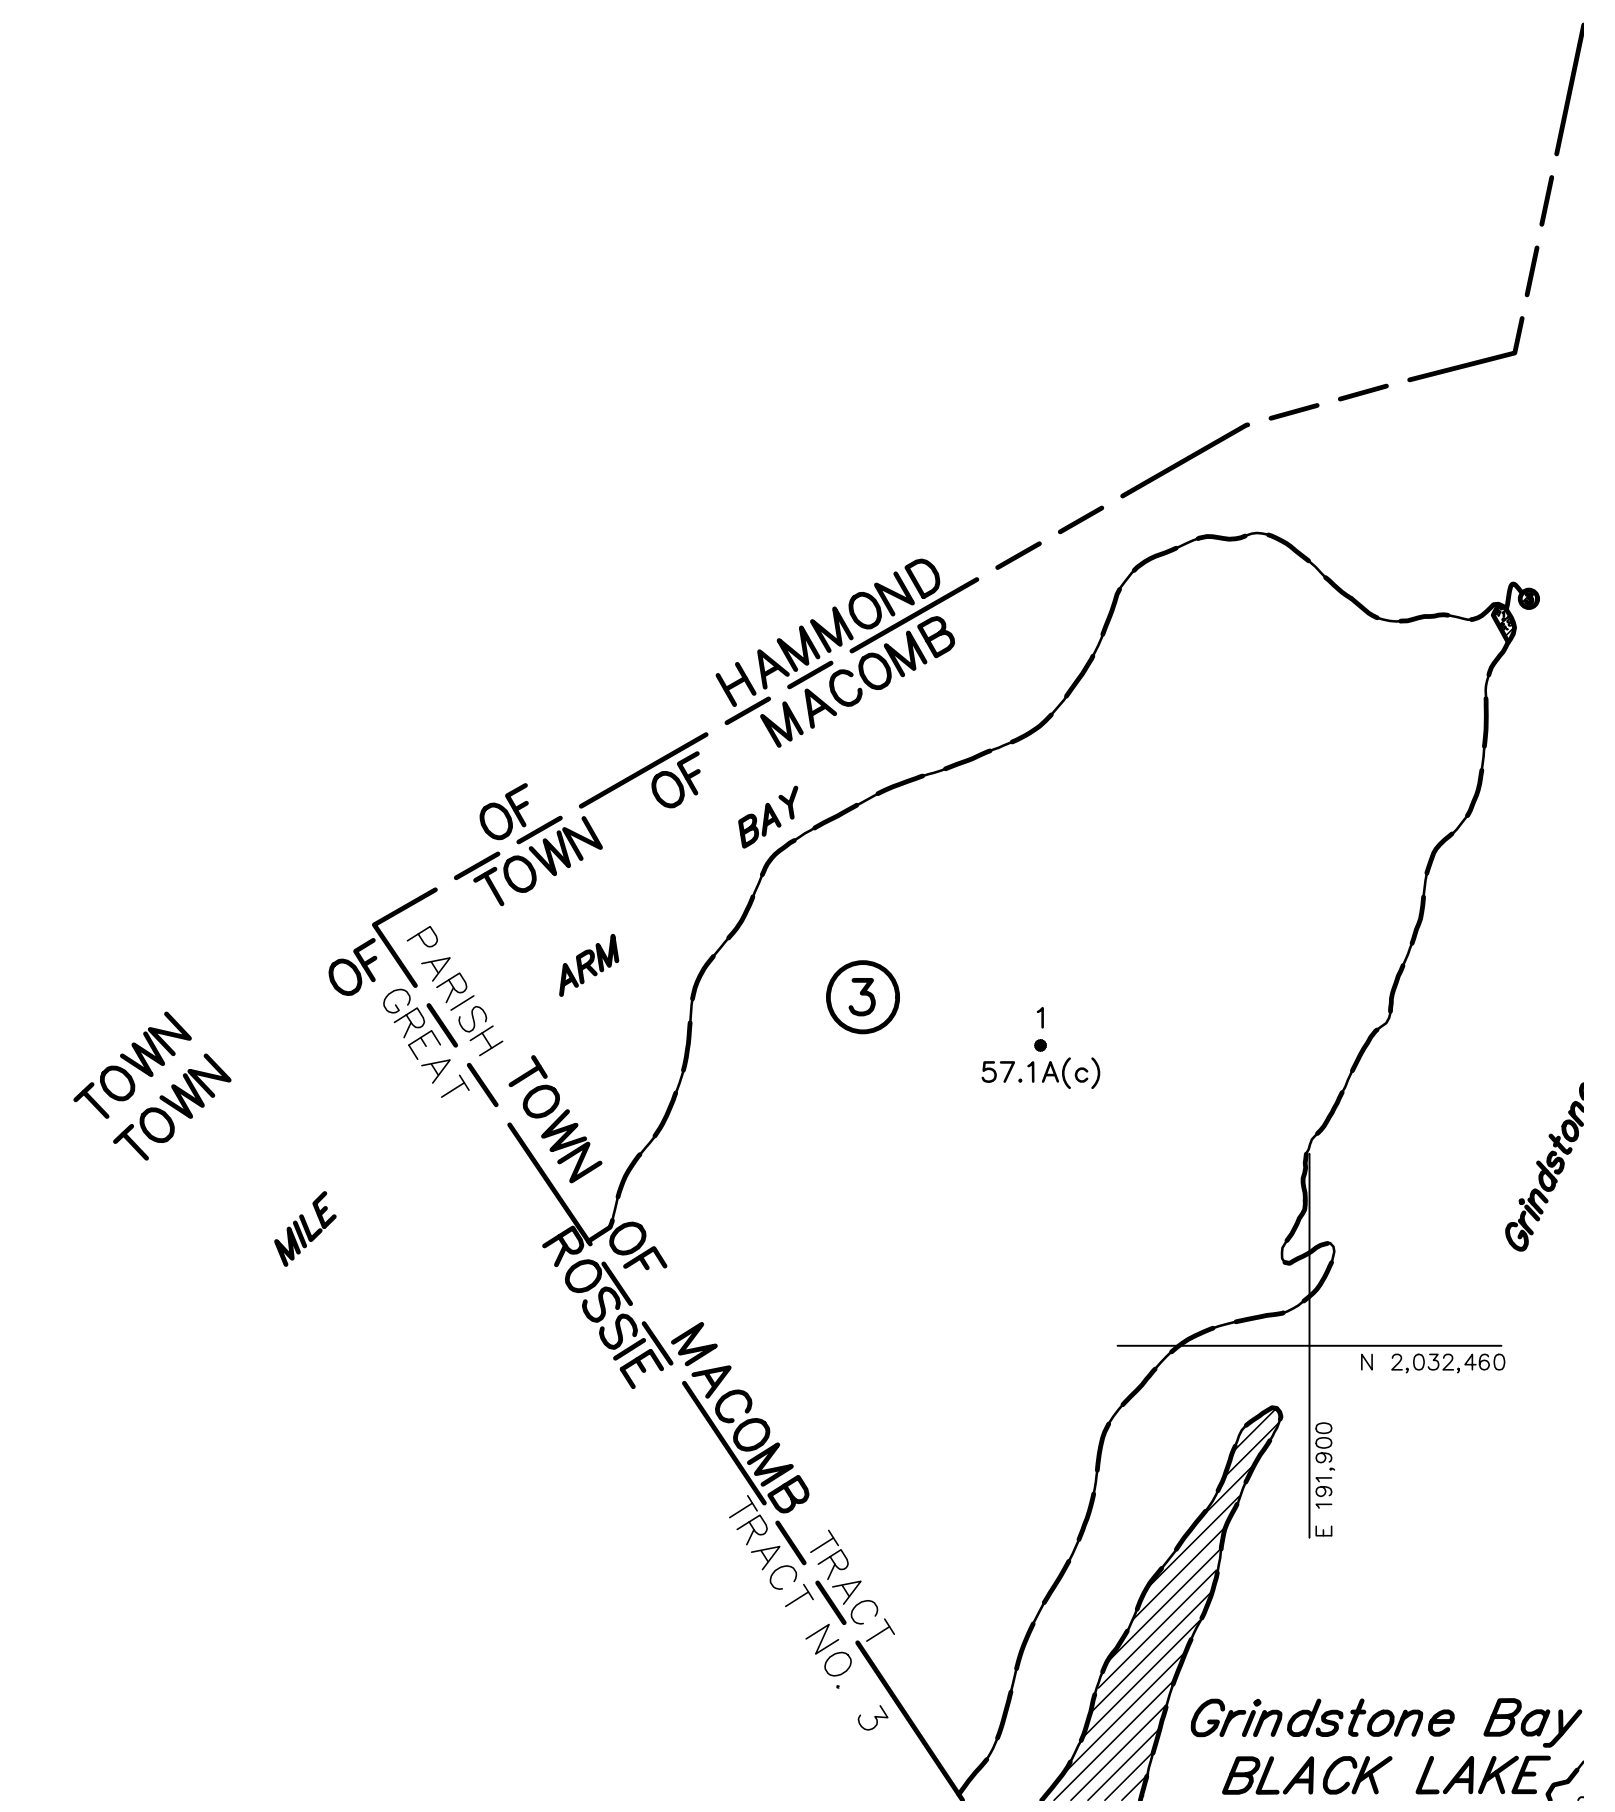 TOWN OF HAMMOND
TOWN OF MACOMB
MILE ARM BAY
TOWN OF ROSSIE
TOWN OF MACOMB
PARISH TRACT
GREAT TRACT NO. 3
3
1
57.1A(c)
Grindstone
N 2,032,460
E 191,900
Grindstone Bay
BLACK LAKE